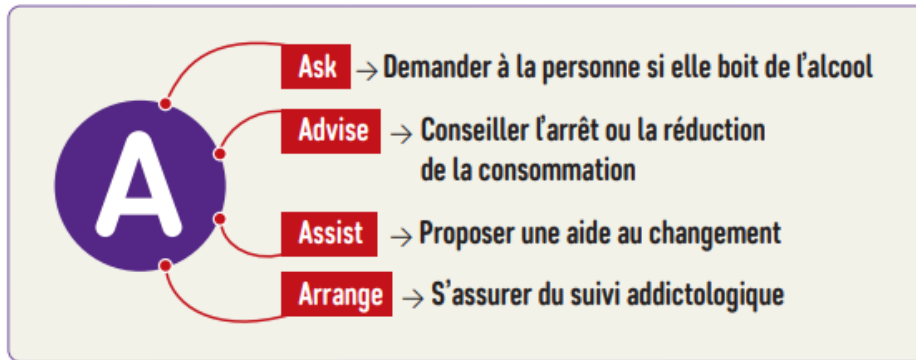 A
Ask → Demander à la personne si elle boit de l’alcool
Advise → Conseiller l’arrêt ou la réduction
de la consommation
Assist → Proposer une aide au changement
Arrange → S’assurer du suivi addictologique